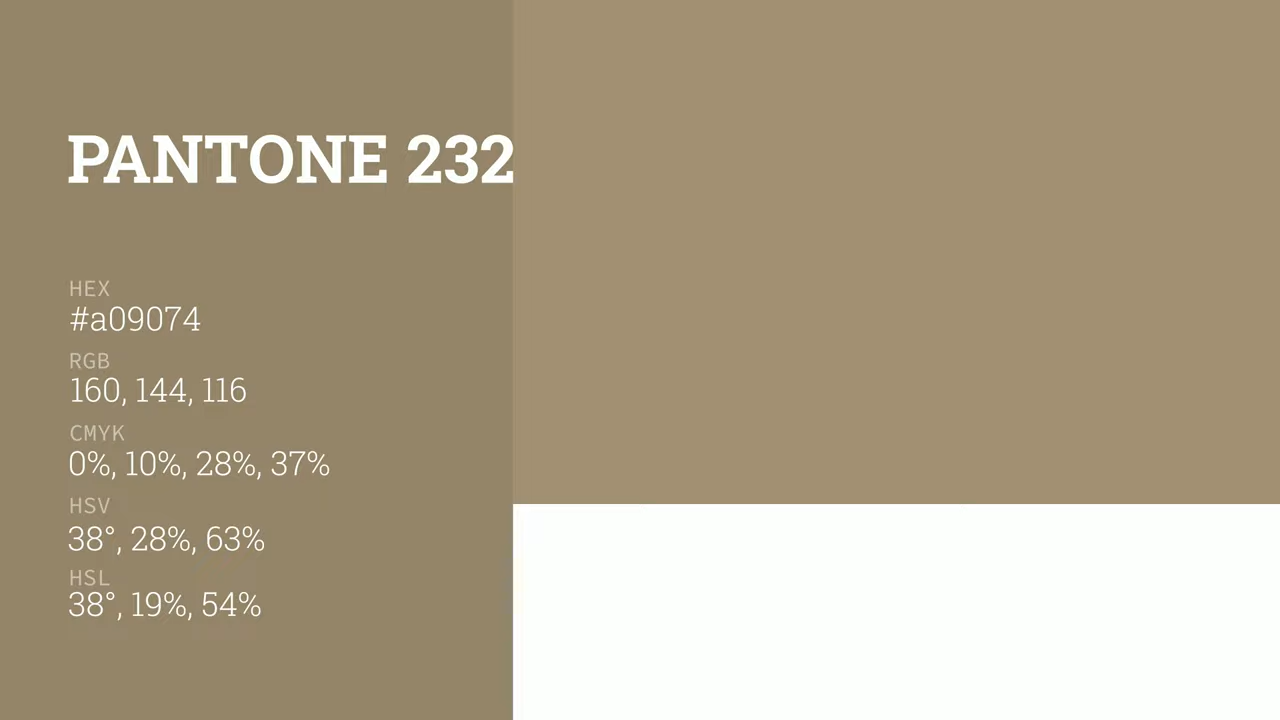 PANTONE 232
HEX
#a09074
RGB
160, 144, 116
CMYK
0%, 10%, 28%, 37%
HSV
38°, 28%, 63%
HSL
38°, 19%, 54%